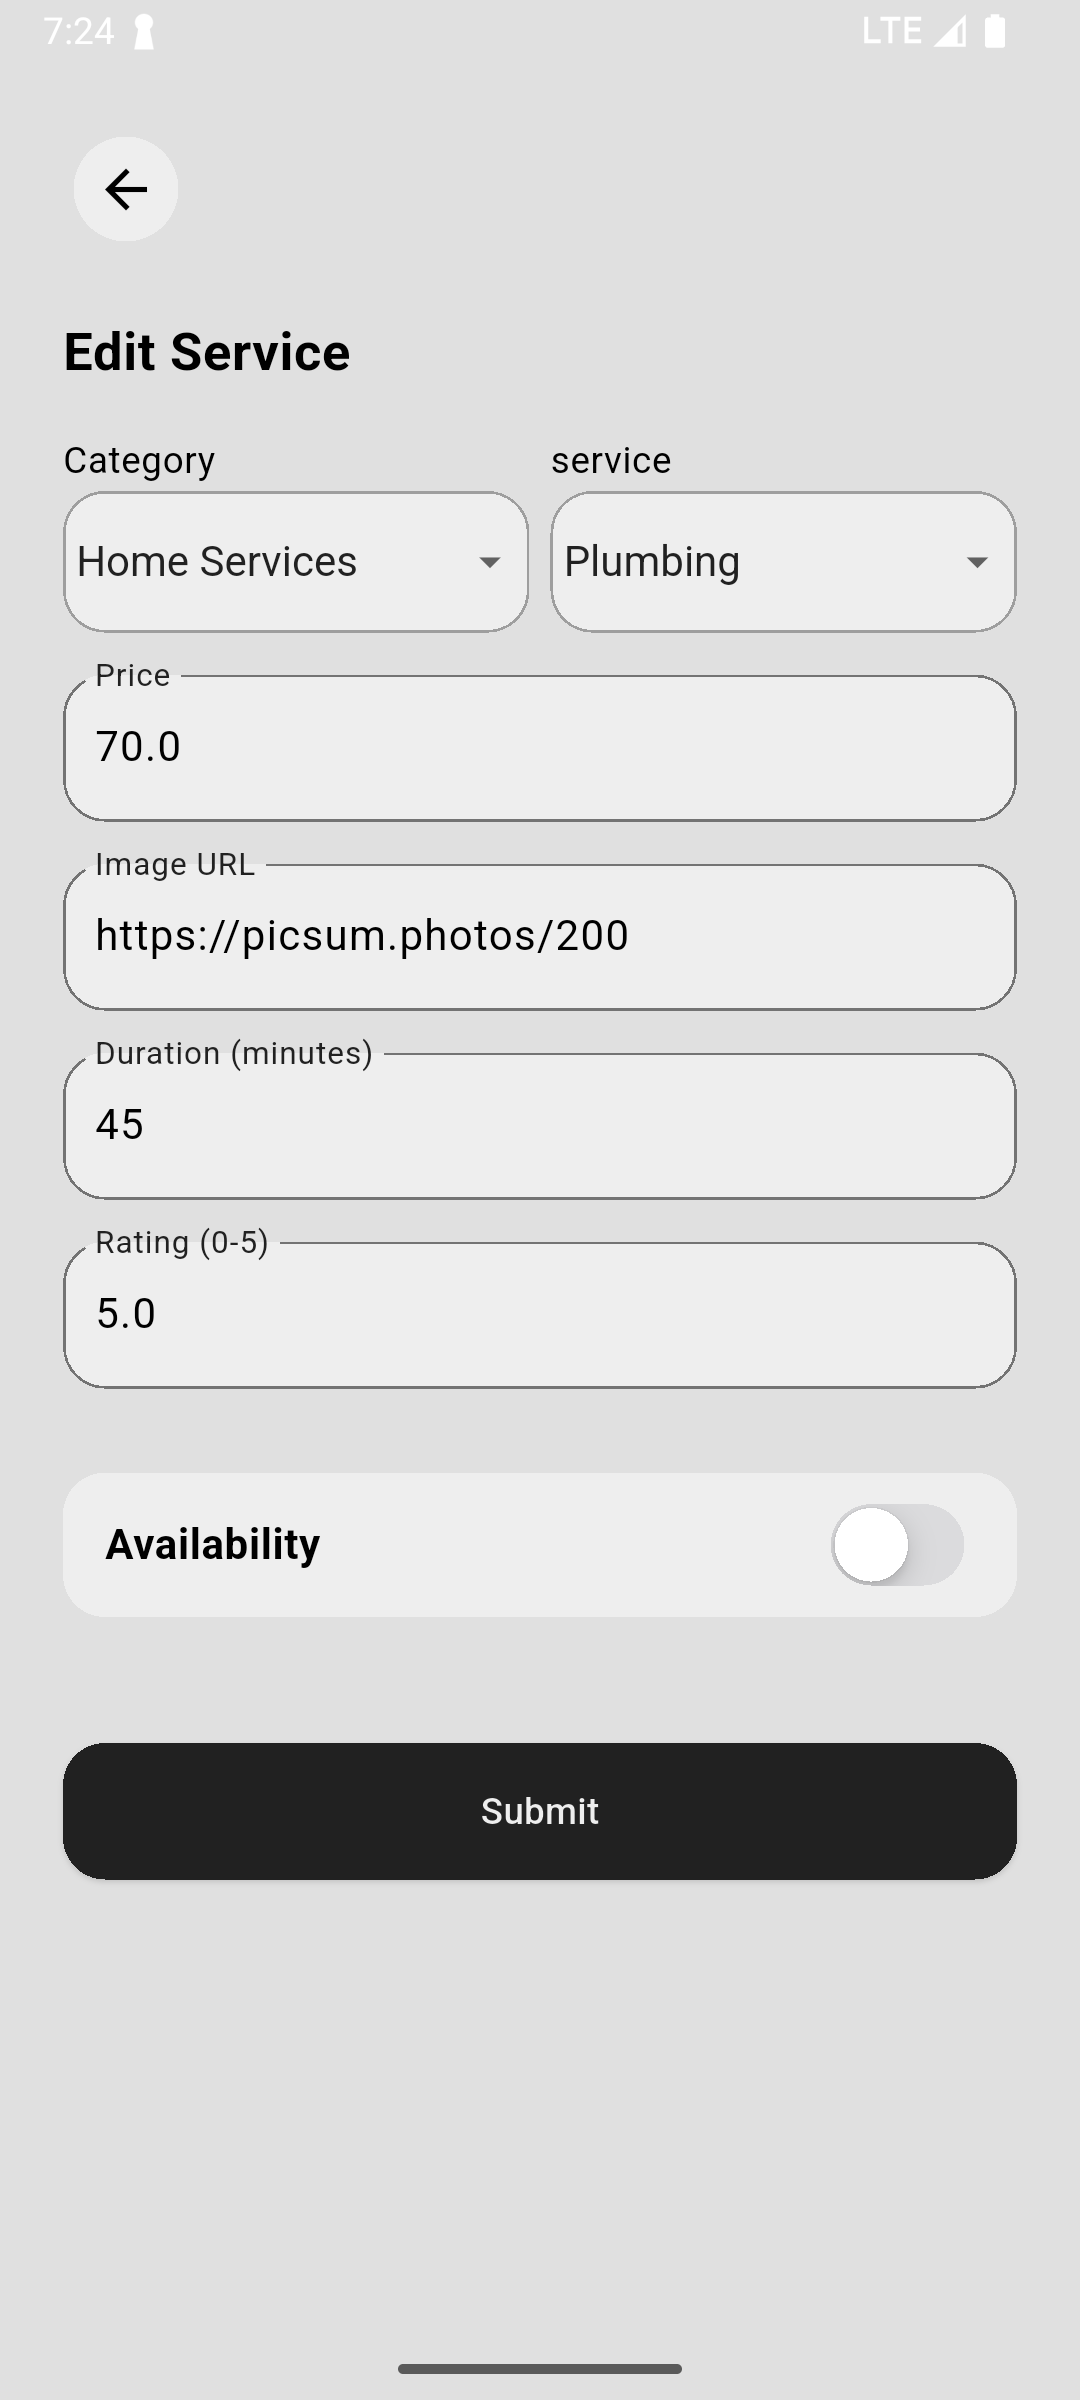 7:24 LTE
Edit Service
Category service
Home Services Plumbing
Price
70.0
Image URL
https://picsum.photos/200
Duration (minutes)
45
Rating (0-5)
5.0
Availability
Submit